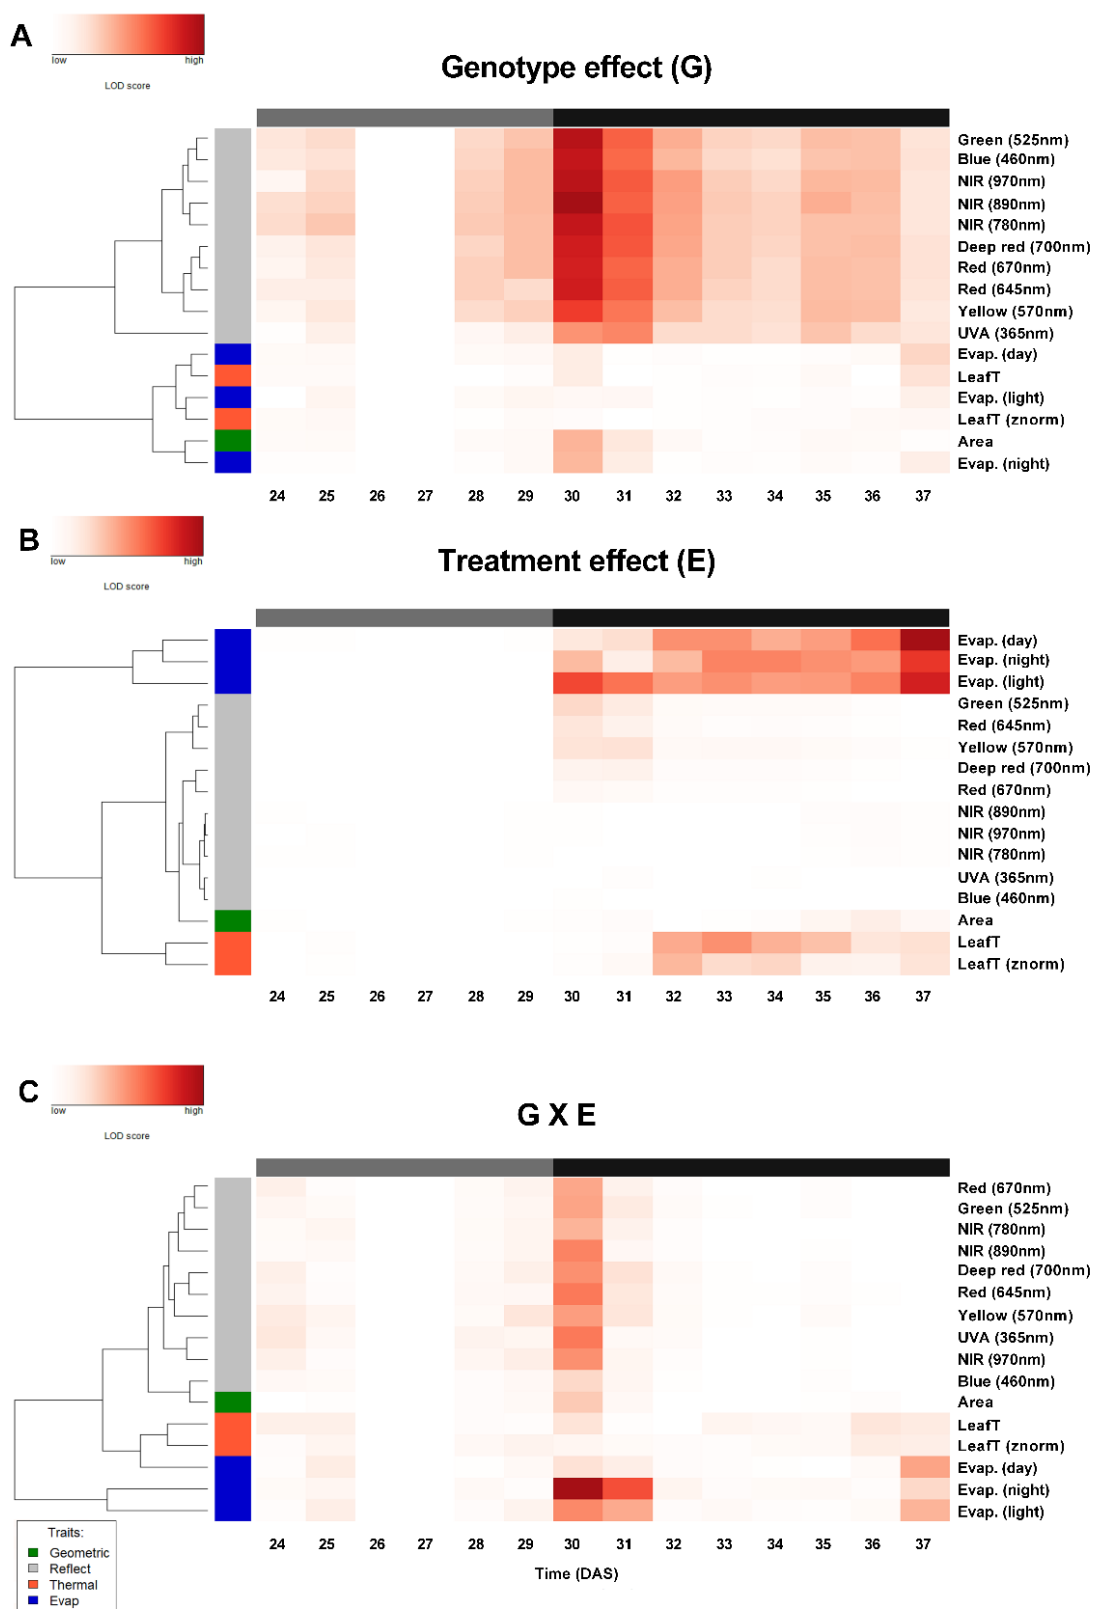 A
low high
LOD score
Genotype effect (G)
Green (525nm)
Blue (460nm)
NIR (970nm)
NIR (890nm)
NIR (780nm)
Deep red (700nm)
Red (670nm)
Red (645nm)
Yellow (570nm)
UVA (365nm)
Evap. (day)
LeafT
Evap. (light)
LeafT (znorm)
Area
Evap. (night)
24 25 26 27 28 29 30 31 32 33 34 35 36 37
B
low high
LOD score
Treatment effect (E)
Evap. (day)
Evap. (night)
Evap. (light)
Green (525nm)
Red (645nm)
Yellow (570nm)
Deep red (700nm)
Red (670nm)
NIR (890nm)
NIR (970nm)
NIR (780nm)
UVA (365nm)
Blue (460nm)
Area
LeafT
LeafT (znorm)
24 25 26 27 28 29 30 31 32 33 34 35 36 37
C
low high
LOD score
G X E
Red (670nm)
Green (525nm)
NIR (780nm)
NIR (890nm)
Deep red (700nm)
Red (645nm)
Yellow (570nm)
UVA (365nm)
NIR (970nm)
Blue (460nm)
Area
LeafT
LeafT (znorm)
Evap. (day)
Evap. (night)
Evap. (light)
24 25 26 27 28 29 30 31 32 33 34 35 36 37
Time (DAS)
Traits:
Geometric
Reflect
Thermal
Evap